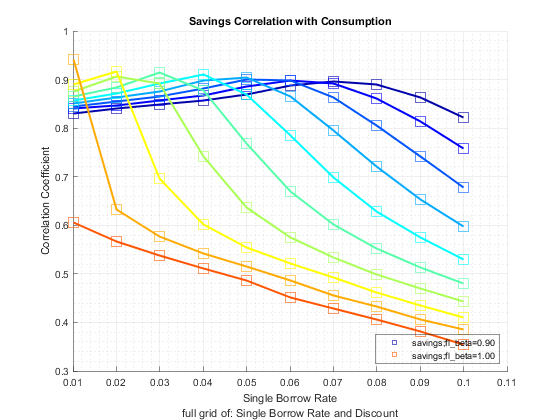 Savings Correlation with Consumption
Correlation Coefficient
1
0.9
0.8
0.7
0.6
0.5
0.4
0.3
0.01 0.02 0.03 0.04 0.05 0.06 0.07 0.08 0.09 0.1 0.11
savings;fl_beta=0.90
savings;fl_beta=1.00
Single Borrow Rate
full grid of: Single Borrow Rate and Discount